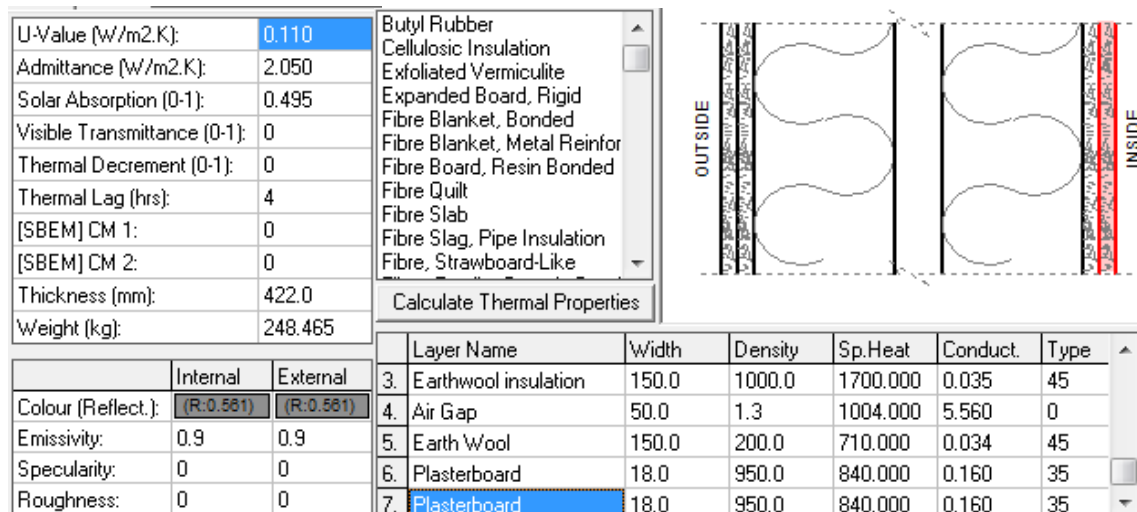 U-Value (W/m2.K): 0.110
Admittance (W/m2.K): 2.050
Solar Absorption (0-1): 0.495
Visible Transmittance (0-1): 0
Thermal Decrement (0-1): 0
Thermal Lag (hrs): 4
[SBEM] CM 1: 0
[SBEM] CM 2: 0
Thickness (mm): 422.0
Weight (kg): 248.465
Internal External
Colour (Reflect.): (R:0.561) (R:0.561)
Emissivity: 0.9 0.9
Specularity: 0 0
Roughness: 0 0
Butyl Rubber
Cellulosic Insulation
Exfoliated Vermiculite
Expanded Board, Rigid
Fibre Blanket, Bonded
Fibre Blanket, Metal Reinfor
Fibre Board, Resin Bonded
Fibre Quilt
Fibre Slab
Fibre Slag, Pipe Insulation
Fibre, Strawboard-Like
Calculate Thermal Properties
OUTSIDE
INSIDE
Layer Name Width Density Sp.Heat Conduct. Type
3. Earthwool insulation 150.0 1000.0 1700.000 0.035 45
4. Air Gap 50.0 1.3 1004.000 5.560 0
5. Earth Wool 150.0 200.0 710.000 0.034 45
6. Plasterboard 18.0 950.0 840.000 0.160 35
7. Plasterboard 18.0 950.0 840.000 0.160 35